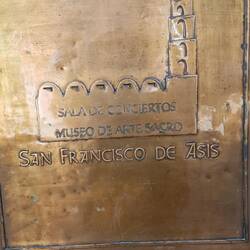 SALA DE CONCIERTOS
MUSEO DE ARTE SACRO
SAN FRANCISCO DE ASIS